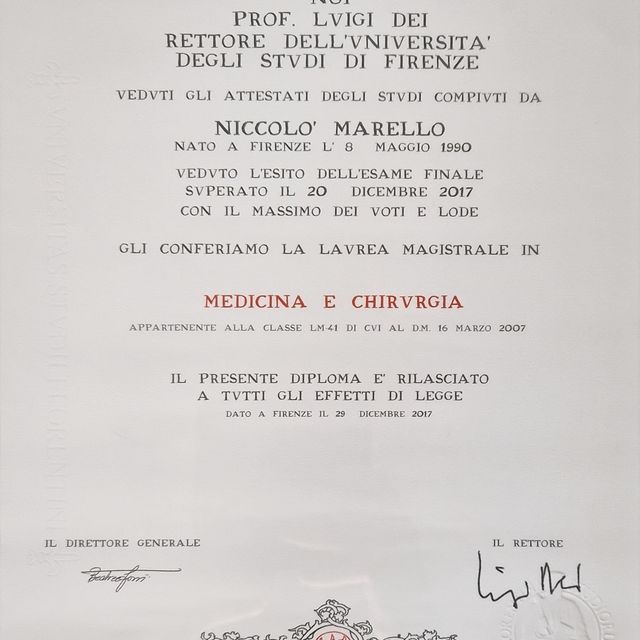 NOI
PROF. LVIGI DEI
RETTORE DELL'VNIVERSITA'
DEGLI STVDI DI FIRENZE
VEDVTI GLI ATTESTATI DEGLI STVDI COMPIVTI DA
NICCOLO' MARELLO
NATO A FIRENZE L' 8 MAGGIO 1990
VEDVTO L'ESITO DELL'ESAME FINALE
SVPERATO IL 20 DICEMBRE 2017
CON IL MASSIMO DEI VOTI E LODE
GLI CONFERIAMO LA LAVREA MAGISTRALE IN
MEDICINA E CHIRVRGIA
APPARTENENTE ALLA CLASSE LM-41 DI CVI AL D.M. 16 MARZO 2007
IL PRESENTE DIPLOMA E' RILASCIATO
A TVTTI GLI EFFETTI DI LEGGE
DATO A FIRENZE IL 29 DICEMBRE 2017
IL DIRETTORE GENERALE
IL RETTORE